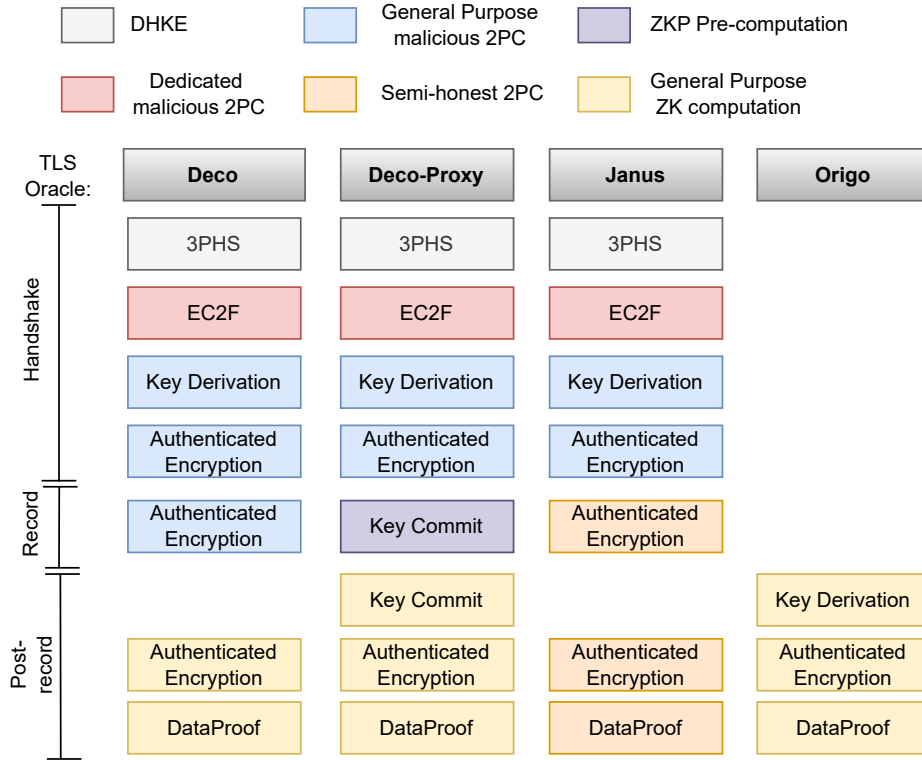 DHKE
General Purpose
malicious 2PC
ZKP Pre-computation
Dedicated
malicious 2PC
Semi-honest 2PC
General Purpose
ZK computation
TLS
Oracle:
Deco
Deco-Proxy
Janus
Origo
Handshake
3PHS
3PHS
3PHS
EC2F
EC2F
EC2F
Key Derivation
Key Derivation
Key Derivation
Authenticated
Encryption
Authenticated
Encryption
Authenticated
Encryption
Record
Authenticated
Encryption
Key Commit
Authenticated
Encryption
Post-
record
Key Commit
Key Derivation
Authenticated
Encryption
Authenticated
Encryption
Authenticated
Encryption
Authenticated
Encryption
DataProof
DataProof
DataProof
DataProof